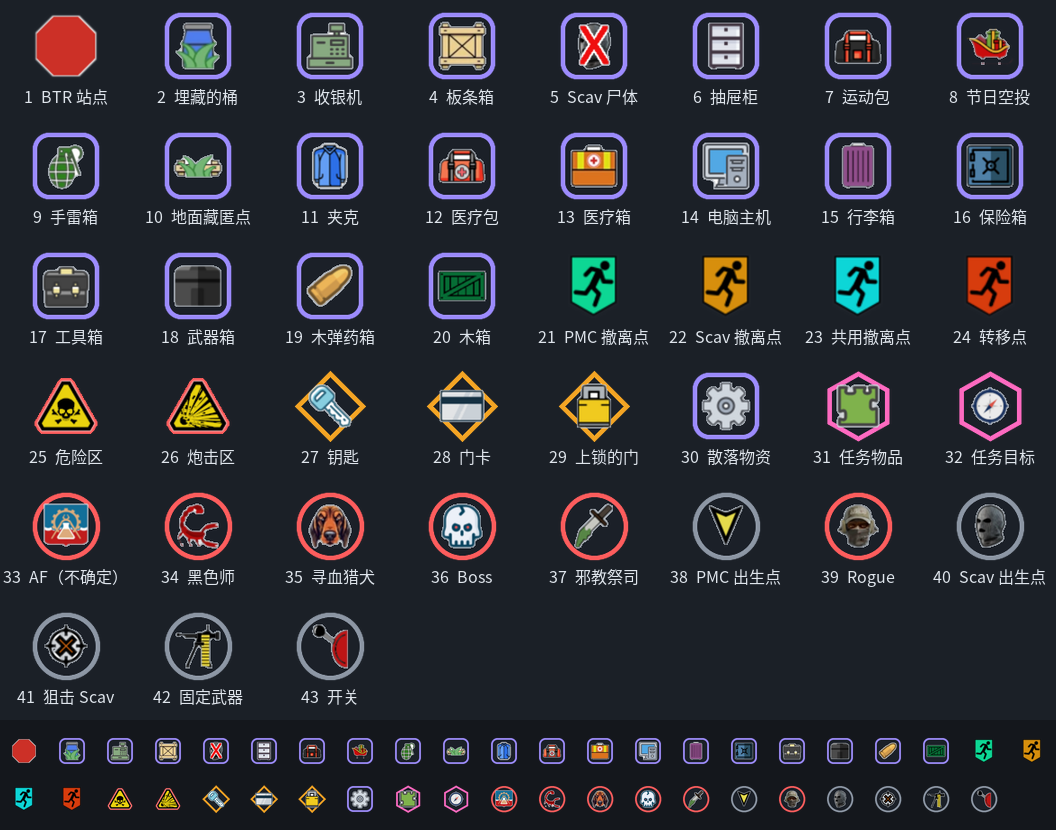 1 BTR 站点
2 埋藏的桶
3 收银机
4 板条箱
5 Scav 尸体
6 抽屉柜
7 运动包
8 节日空投
9 手雷箱
10 地面藏匿点
11 夹克
12 医疗包
13 医疗箱
14 电脑主机
15 行李箱
16 保险箱
17 工具箱
18 武器箱
19 木弹药箱
20 木箱
21 PMC 撤离点
22 Scav 撤离点
23 共用撤离点
24 转移点
25 危险区
26 炮击区
27 钥匙
28 门卡
29 上锁的门
30 散落物资
31 任务物品
32 任务目标
33 AF（不确定）
34 黑色师
35 寻血猎犬
36 Boss
37 邪教祭司
38 PMC 出生点
39 Rogue
40 Scav 出生点
41 狙击 Scav
42 固定武器
43 开关